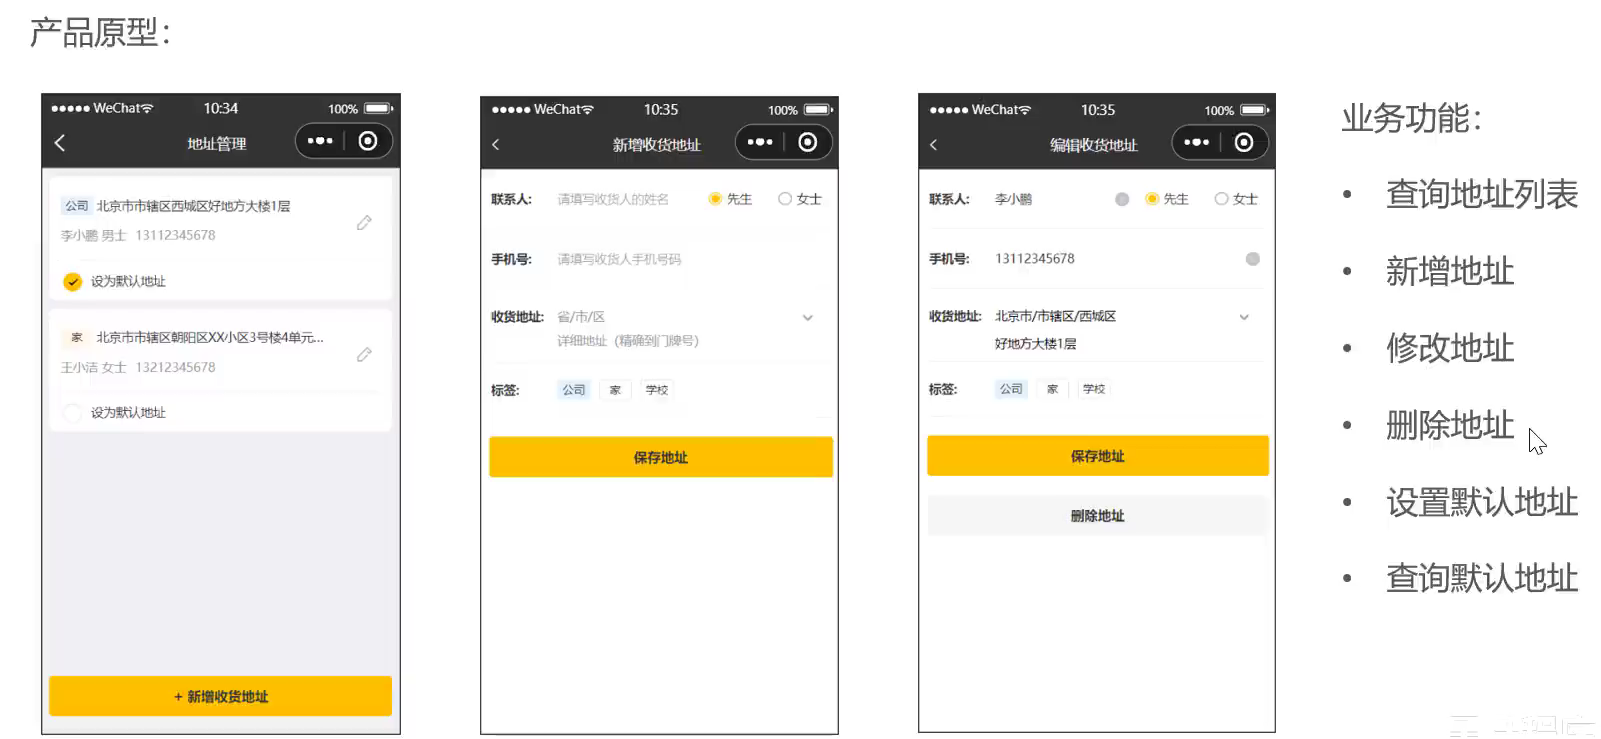 产品原型：
WeChat 10:34 100%
地址管理
公司 北京市市辖区西城区好地方大楼1层
李小鹏 男士 13112345678
设为默认地址
家 北京市市辖区朝阳区XX小区3号楼4单元...
王小洁 女士 13212345678
设为默认地址
+ 新增收货地址
WeChat 10:35 100%
新增收货地址
联系人: 请填写收货人的姓名 先生 女士
手机号: 请填写收货人手机号码
收货地址: 省/市/区
详细地址（精确到门牌号）
标签: 公司 家 学校
保存地址
WeChat 10:35 100%
编辑收货地址
联系人: 李小鹏 先生 女士
手机号: 13112345678
收货地址: 北京市/市辖区/西城区
好地方大楼1层
标签: 公司 家 学校
保存地址
删除地址
业务功能：
• 查询地址列表
• 新增地址
• 修改地址
• 删除地址
• 设置默认地址
• 查询默认地址